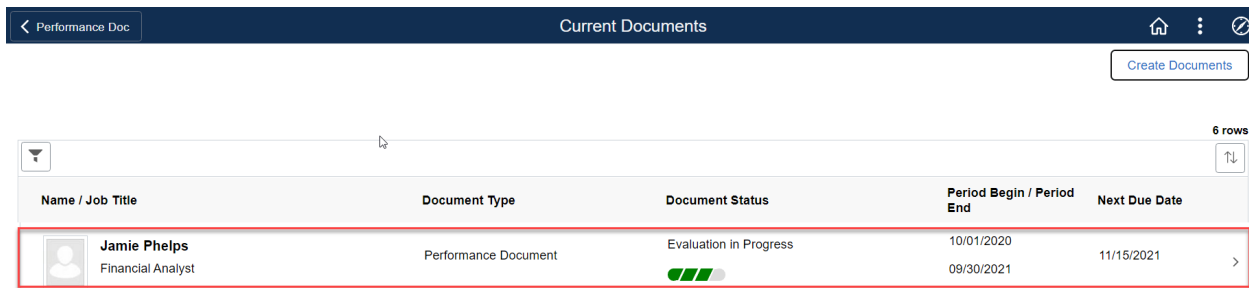 Performance Doc
Current Documents
Create Documents
6 rows
Name / Job Title
Document Type
Document Status
Period Begin / Period
End
Next Due Date
Jamie Phelps
Financial Analyst
Performance Document
Evaluation in Progress
10/01/2020
09/30/2021
11/15/2021